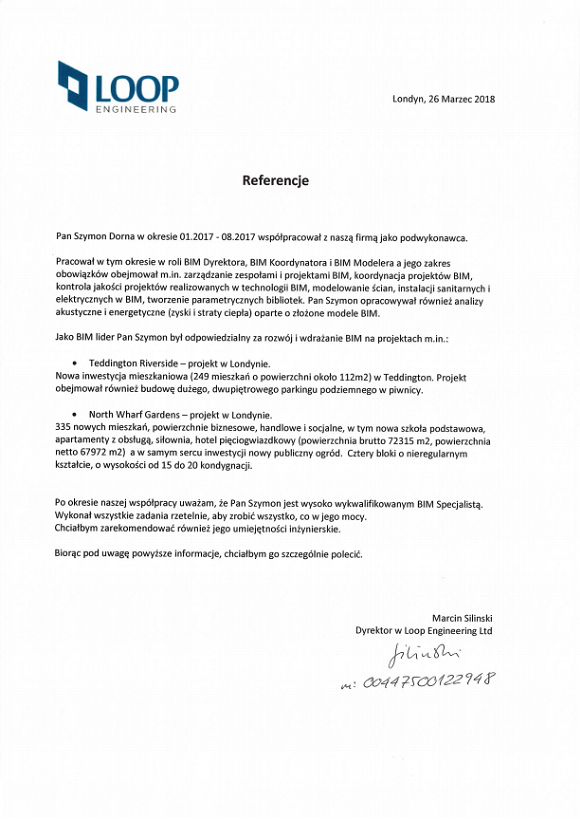 LOOP
ENGINEERING
Londyn, 26 Marzec 2018
Referencje
Pan Szymon Dorna w okresie 01.2017 - 08.2017 współpracował z naszą firmą jako podwykonawca.
Pracował w tym okresie w roli BIM Dyrektora, BIM Koordynatora i BIM Modelera a jego zakres
obowiązków obejmował m.in. zarządzanie zespołami i projektami BIM, koordynacja projektów BIM,
kontrola jakości projektów realizowanych w technologii BIM, modelowanie ścian, instalacji sanitarnych i
elektrycznych w BIM, tworzenie parametrycznych bibliotek. Pan Szymon opracowywał również analizy
akustyczne i energetyczne (zyski i straty ciepła) oparte o złożone modele BIM.
Jako BIM lider Pan Szymon był odpowiedzialny za rozwój i wdrażanie BIM na projektach m.in.:
• Teddington Riverside – projekt w Londynie.
Nowa inwestycja mieszkaniowa (249 mieszkań o powierzchni około 112m2) w Teddington. Projekt
obejmował również budowę dużego, dwupiętrowego parkingu podziemnego w piwnicy.
• North Wharf Gardens – projekt w Londynie.
335 nowych mieszkań, powierzchnie biznesowe, handlowe i socjalne, w tym nowa szkoła podstawowa,
apartamenty z obsługą, siłownia, hotel pięciogwiazdkowy (powierzchnia brutto 72315 m2, powierzchnia
netto 67972 m2) a w samym sercu inwestycji nowy publiczny ogród. Cztery bloki o nieregularnym
kształcie, o wysokości od 15 do 20 kondygnacji.
Po okresie naszej współpracy uważam, że Pan Szymon jest wysoko wykwalifikowanym BIM Specjalistą.
Wykonał wszystkie zadania rzetelnie, aby zrobić wszystko, co w jego mocy.
Chciałbym zarekomendować również jego umiejętności inżynierskie.
Biorąc pod uwagę powyższe informacje, chciałbym go szczególnie polecić.
Marcin Silinski
Dyrektor w Loop Engineering Ltd
Silinski
m: 00447500122948